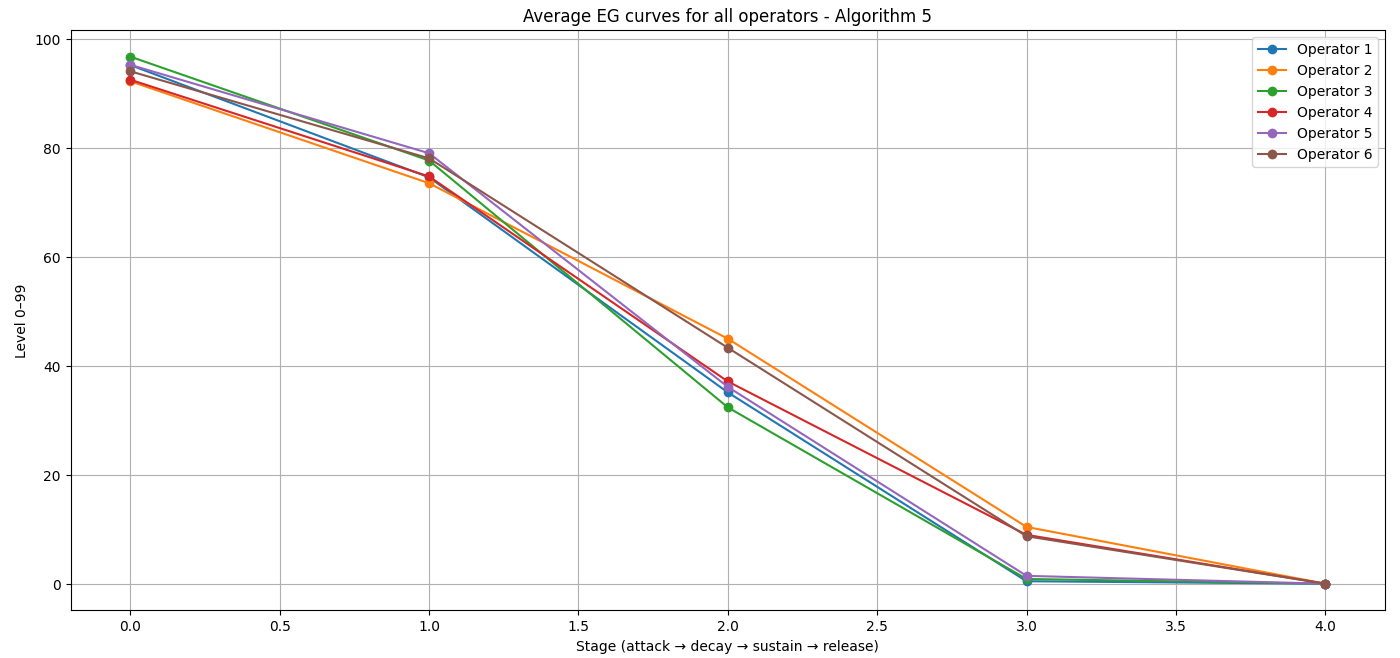 Average EG curves for all operators - Algorithm 5
Level 0–99
100
80
60
40
20
0
Operator 1
Operator 2
Operator 3
Operator 4
Operator 5
Operator 6
0.0 0.5 1.0 1.5 2.0 2.5 3.0 3.5 4.0
Stage (attack → decay → sustain → release)